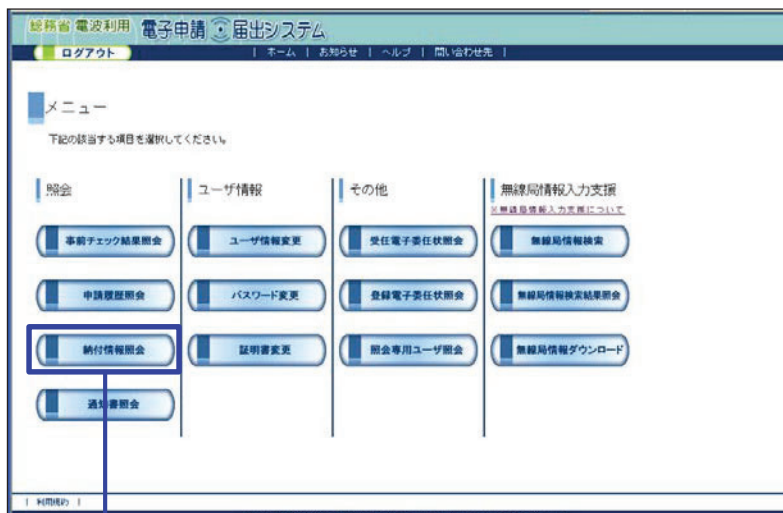 総務省 電波利用 電子申請 届出システム
ログアウト
| ホーム | お知らせ | ヘルプ | 問い合わせ先 |
メニュー
下記の該当する項目を選択してください。
照会
ユーザ情報
その他
無線局情報入力支援
※無線局情報入力支援について
事前チェック結果照会
ユーザ情報変更
受任電子委任状照会
無線局情報検索
申請履歴照会
パスワード変更
登録電子委任状照会
無線局情報検索結果照会
納付情報照会
証明書変更
照会専用ユーザ照会
無線局情報ダウンロード
通知書照会
| 利用規約 |